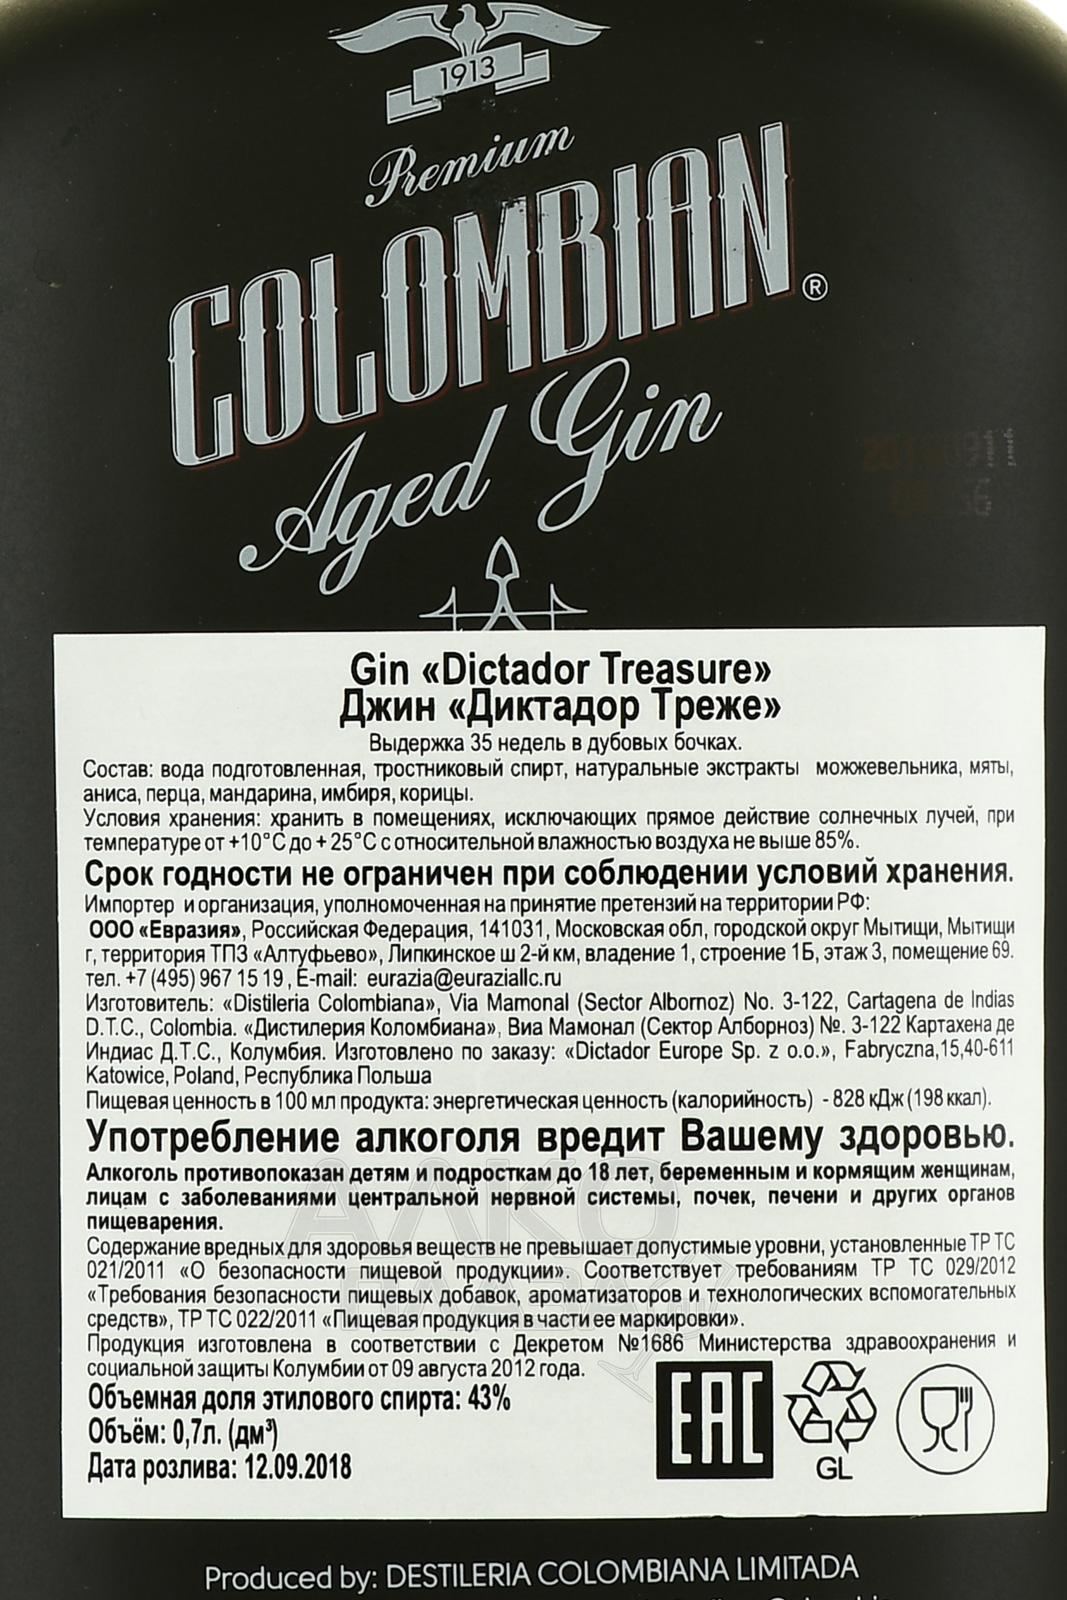 1913
Premium
COLOMBIAN®
Aged Gin
Gin «Dictador Treasure»
Джин «Диктадор Треже»
Выдержка 35 недель в дубовых бочках.
Состав: вода подготовленная, тростниковый спирт, натуральные экстракты можжевельника, мяты,
аниса, перца, мандарина, имбиря, корицы.
Условия хранения: хранить в помещениях, исключающих прямое действие солнечных лучей, при
температуре от +10°С до + 25°С с относительной влажностью воздуха не выше 85%.
Срок годности не ограничен при соблюдении условий хранения.
Импортер и организация, уполномоченная на принятие претензий на территории РФ:
ООО «Евразия», Российская Федерация, 141031, Московская обл, городской округ Мытищи, Мытищи
г, территория ТПЗ «Алтуфьево», Липкинское ш 2-й км, владение 1, строение 1Б, этаж 3, помещение 69.
тел. +7 (495) 967 15 19, E-mail: eurazia@euraziallc.ru
Изготовитель: «Distileria Colombiana», Via Mamonal (Sector Albornoz) No. 3-122, Cartagena de Indias
D.T.C., Colombia. «Дистилерия Коломбиана», Виа Мамонал (Сектор Алборноз) №. 3-122 Картахена де
Индиас Д.Т.С., Колумбия. Изготовлено по заказу: «Dictador Europe Sp. z o.o.», Fabryczna,15,40-611
Katowice, Poland, Республика Польша
Пищевая ценность в 100 мл продукта: энергетическая ценность (калорийность) - 828 кДж (198 ккал).
Употребление алкоголя вредит Вашему здоровью.
Алкоголь противопоказан детям и подросткам до 18 лет, беременным и кормящим женщинам,
лицам с заболеваниями центральной нервной системы, почек, печени и других органов
пищеварения.
Содержание вредных для здоровья веществ не превышает допустимые уровни, установленные ТР ТС
021/2011 «О безопасности пищевой продукции». Соответствует требованиям ТР ТС 029/2012
«Требования безопасности пищевых добавок, ароматизаторов и технологических вспомогательных
средств», ТР ТС 022/2011 «Пищевая продукция в части ее маркировки».
Продукция изготовлена в соответствии с Декретом №1686 Министерства здравоохранения и
социальной защиты Колумбии от 09 августа 2012 года.
Объемная доля этилового спирта: 43%
Объём: 0,7л. (дм³)
Дата розлива: 12.09.2018
EAC
GL
Produced by: DESTILERIA COLOMBIANA LIMITADA